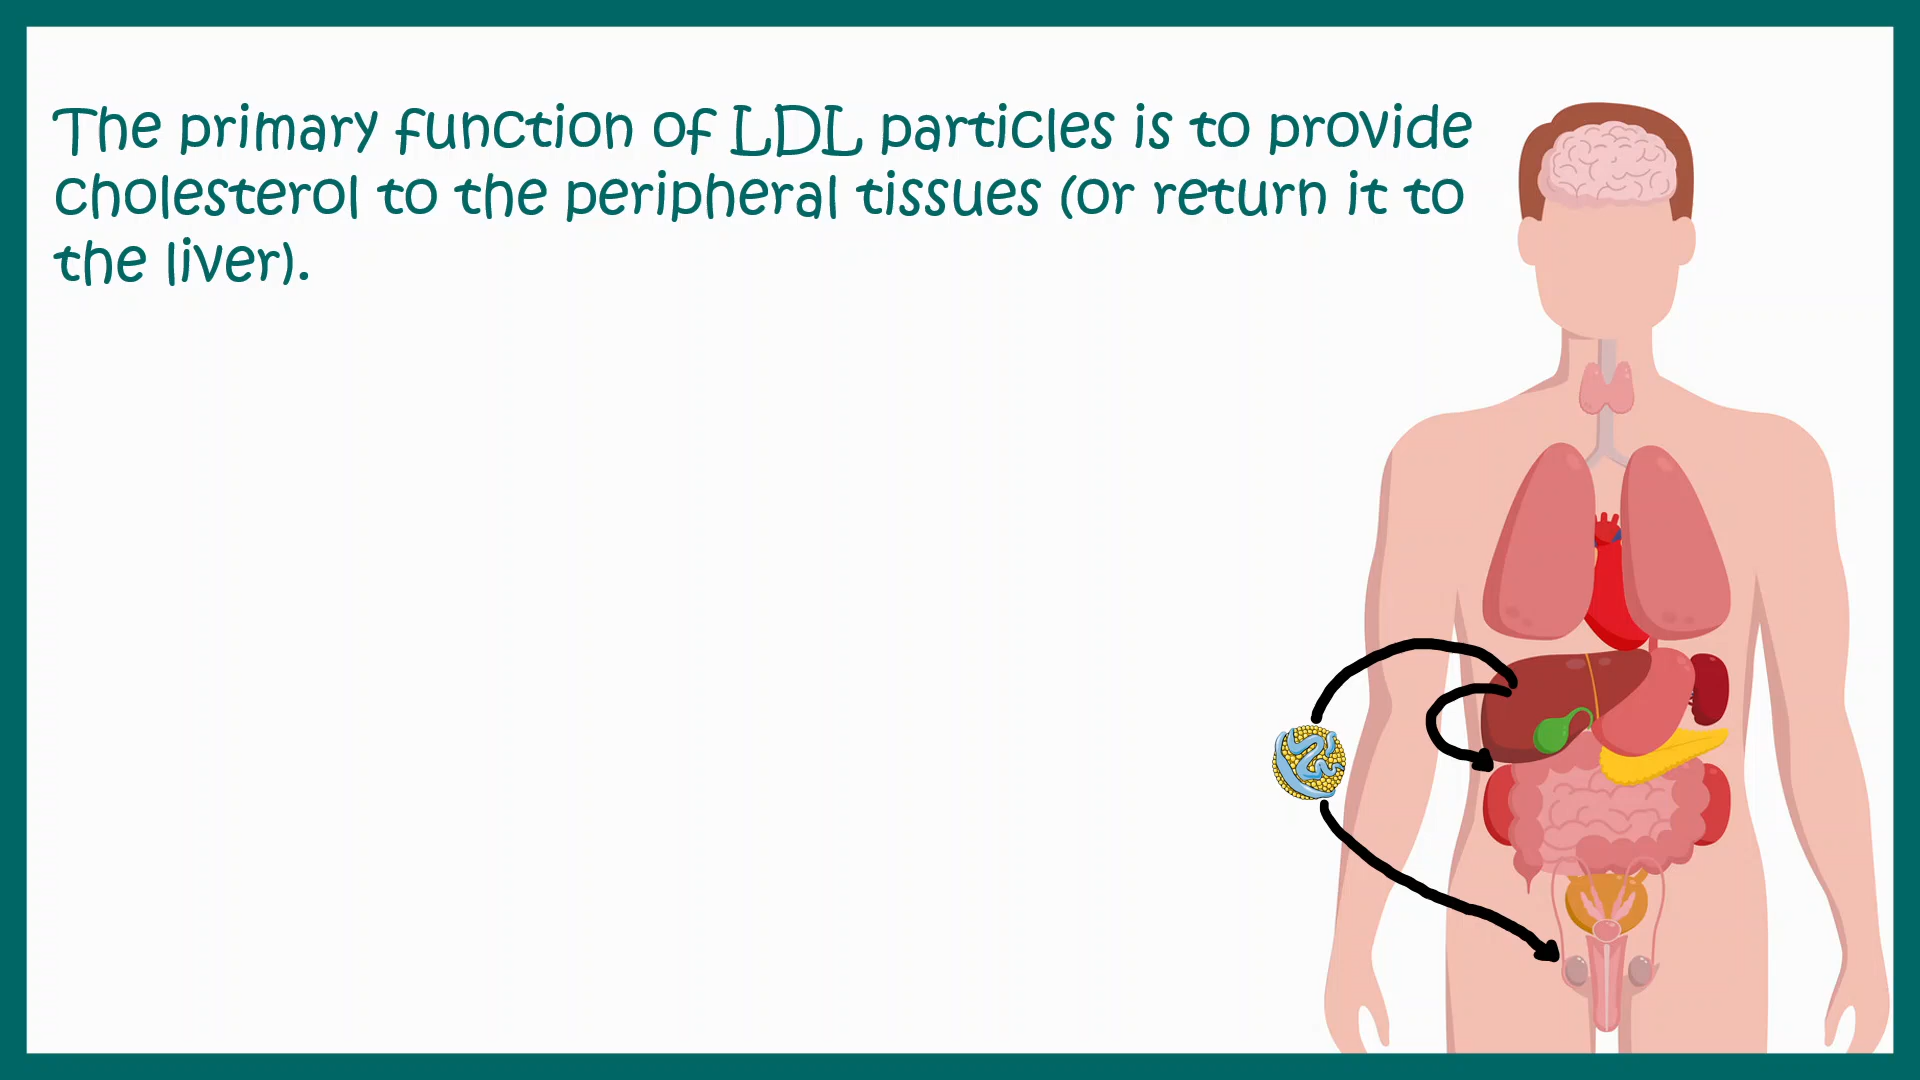 The primary function of LDL particles is to provide
cholesterol to the peripheral tissues (or return it to
the liver).